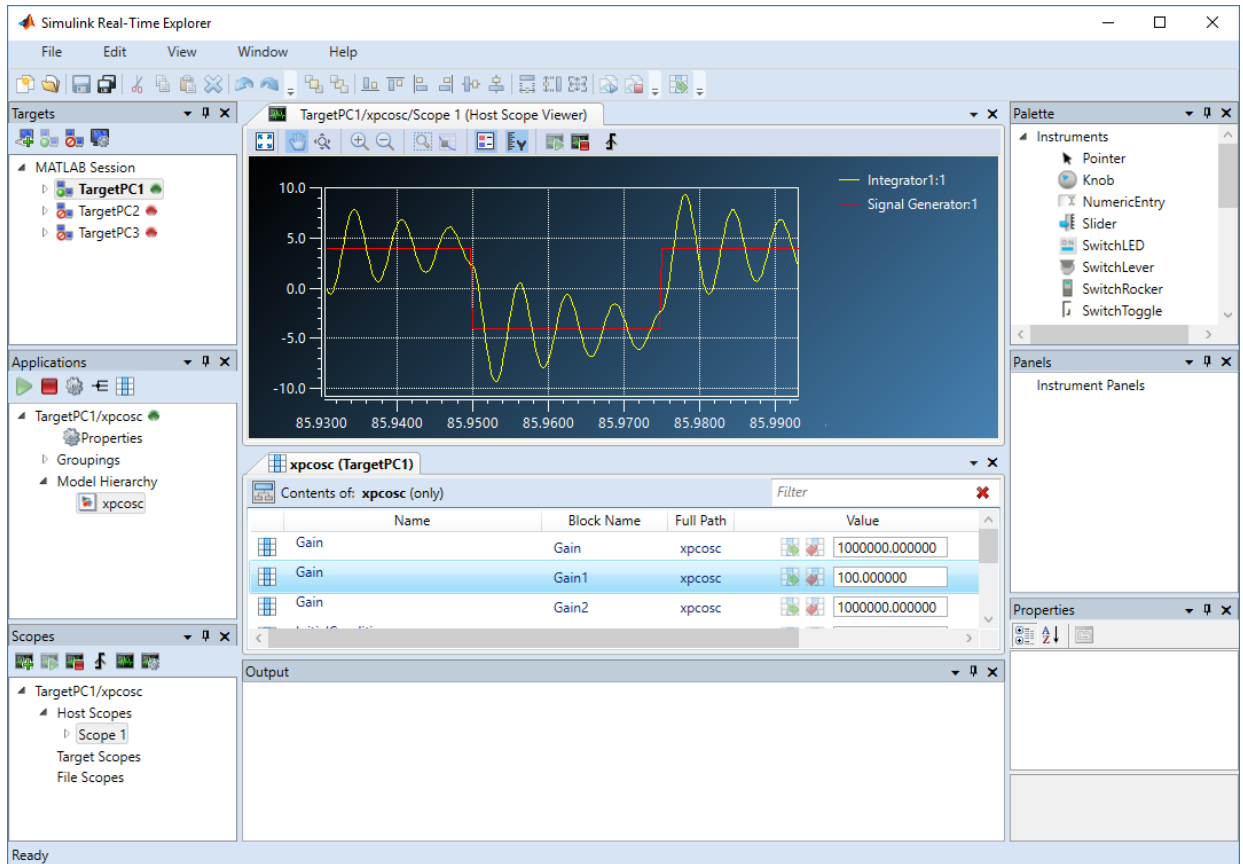 Simulink Real-Time Explorer
File Edit View Window Help
Targets
MATLAB Session
TargetPC1
TargetPC2
TargetPC3
Applications
TargetPC1/xpcosc
Properties
Groupings
Model Hierarchy
xpcosc
Scopes
TargetPC1/xpcosc
Host Scopes
Scope 1
Target Scopes
File Scopes
TargetPC1/xpcosc/Scope 1 (Host Scope Viewer)
10.0
5.0
0.0
-5.0
-10.0
85.9300 85.9400 85.9500 85.9600 85.9700 85.9800 85.9900
Integrator1:1
Signal Generator:1
xpcosc (TargetPC1)
Contents of: xpcosc (only) Filter
Name Block Name Full Path Value
Gain Gain xpcosc 1000000.000000
Gain Gain1 xpcosc 100.000000
Gain Gain2 xpcosc 1000000.000000
Output
Palette
Instruments
Pointer
Knob
NumericEntry
Slider
SwitchLED
SwitchLever
SwitchRocker
SwitchToggle
Panels
Instrument Panels
Properties
Ready